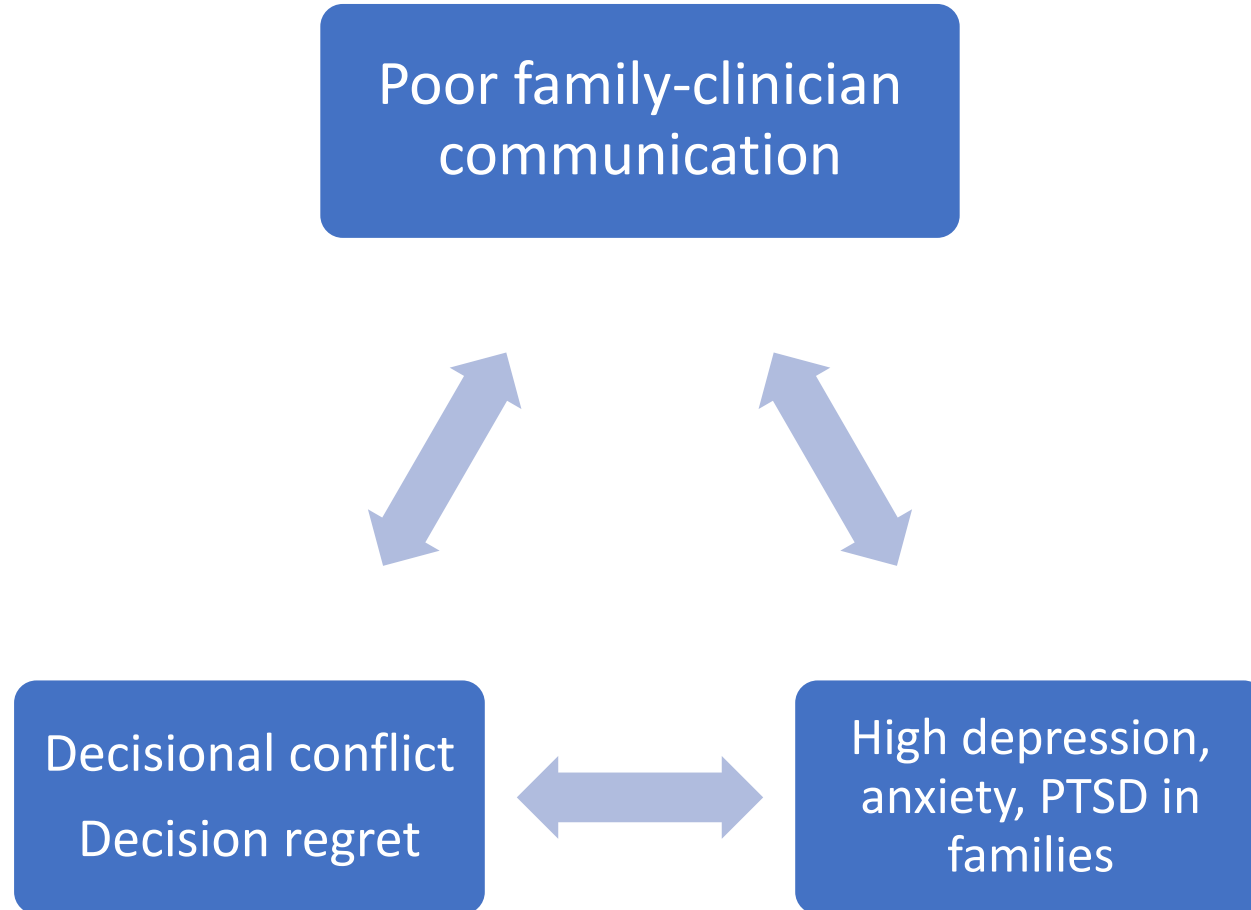 Poor family-clinician
communication
Decisional conflict
Decision regret
High depression,
anxiety, PTSD in
families